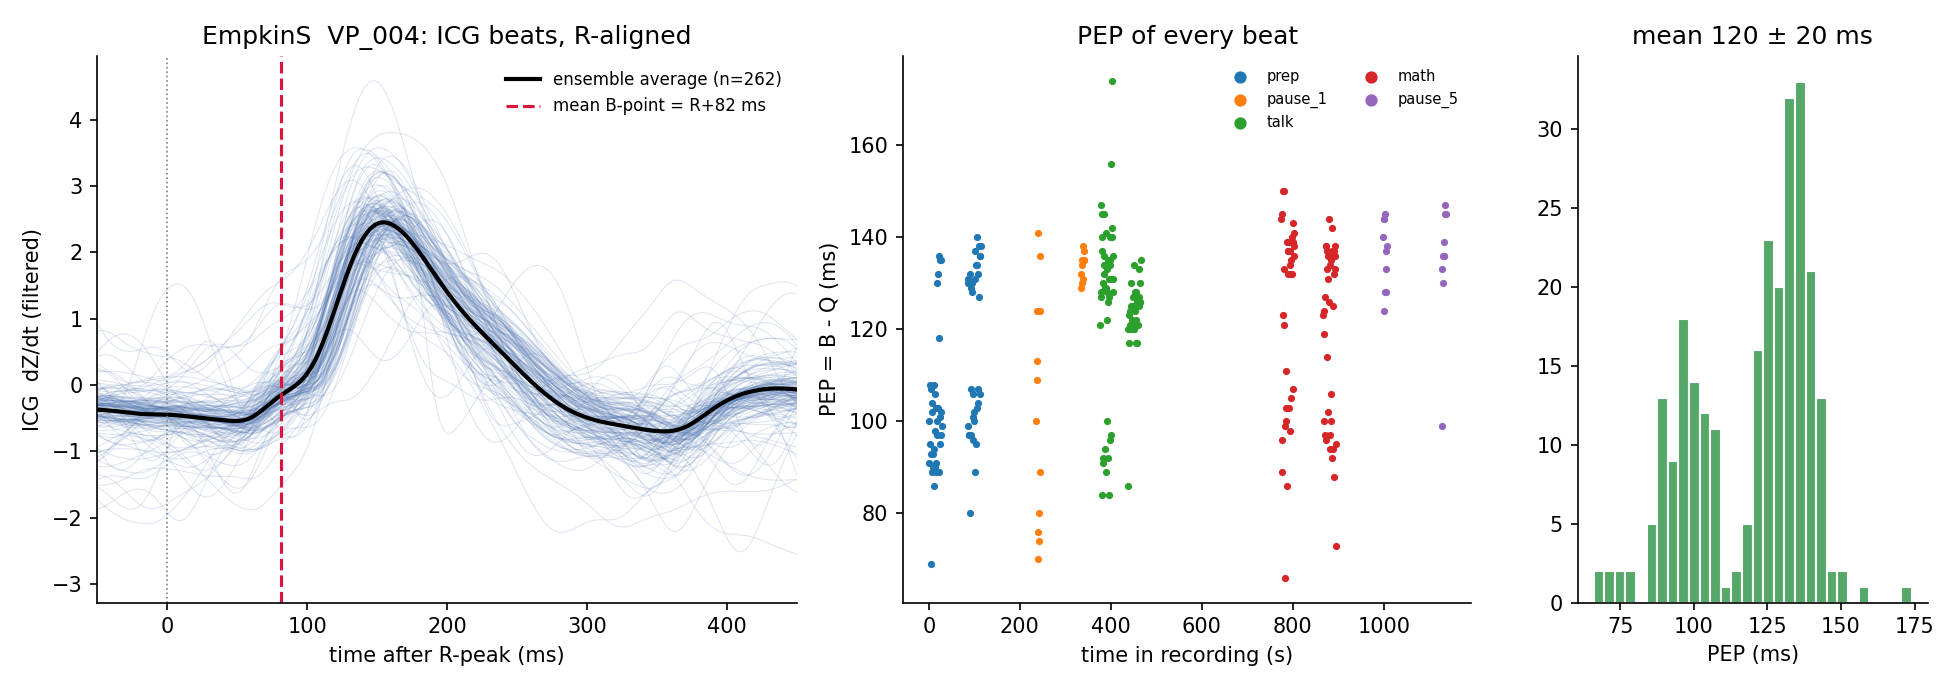 EmpkinS  VP_004: ICG beats, R-aligned
ICG  dZ/dt (filtered)
4
3
2
1
0
−1
−2
−3
ensemble average (n=262)
mean B-point = R+82 ms
0
100
200
300
400
time after R-peak (ms)
PEP of every beat
PEP = B - Q (ms)
160
140
120
100
80
prep
pause_1
talk
math
pause_5
0
200
400
600
800
1000
time in recording (s)
mean 120 ± 20 ms
30
25
20
15
10
5
0
75
100
125
150
175
PEP (ms)